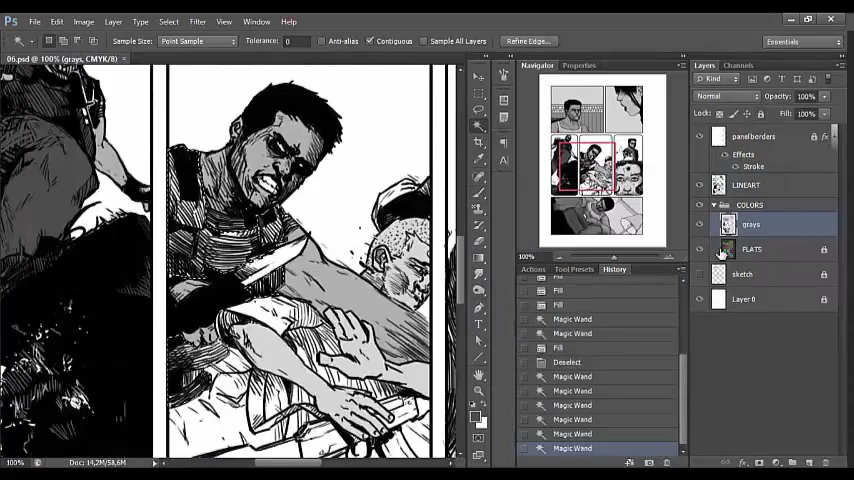 Ps File Edit Image Layer Type Select Filter View Window Help
Sample Size: Point Sample Tolerance: 0 Anti-alias Contiguous Sample All Layers Refine Edge... Essentials
06.psd @ 100% (grays, CMYK/8) ×
Navigator Properties
100%
Actions Tool Presets History
Fill
Fill
Fill
Magic Wand
Magic Wand
Fill
Deselect
Magic Wand
Magic Wand
Magic Wand
Magic Wand
Magic Wand
Magic Wand
Layers Channels
Kind
Normal Opacity: 100%
Lock: Fill: 100%
panel borders fx
Effects
Stroke
LINEART
COLORS
grays
FLATS
sketch
Layer 0
100% Doc: 14,2M/58,6M